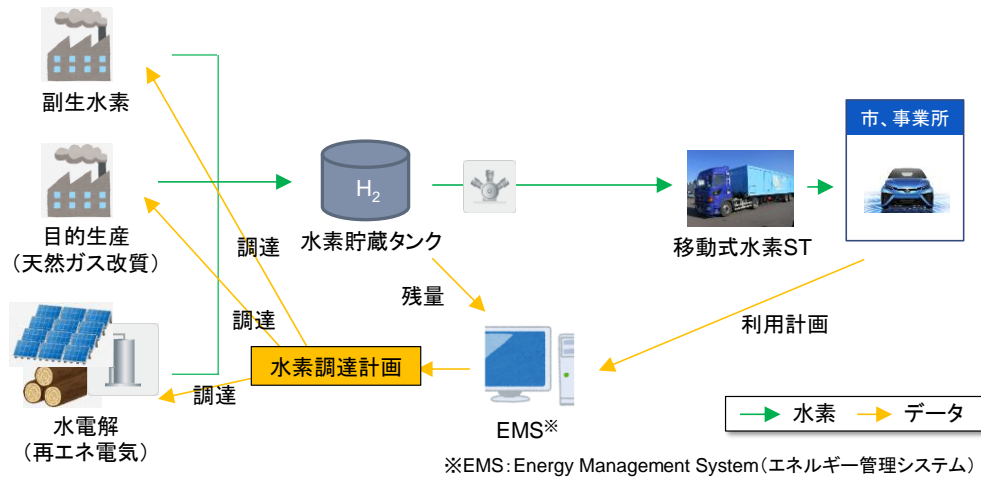 副生水素
目的生産
（天然ガス改質）
水電解
（再エネ電気）
調達
調達
調達
水素調達計画
H2
水素貯蔵タンク
残量
EMS※
移動式水素ST
市、事業所
利用計画
水素
データ
※EMS：Energy Management System（エネルギー管理システム）